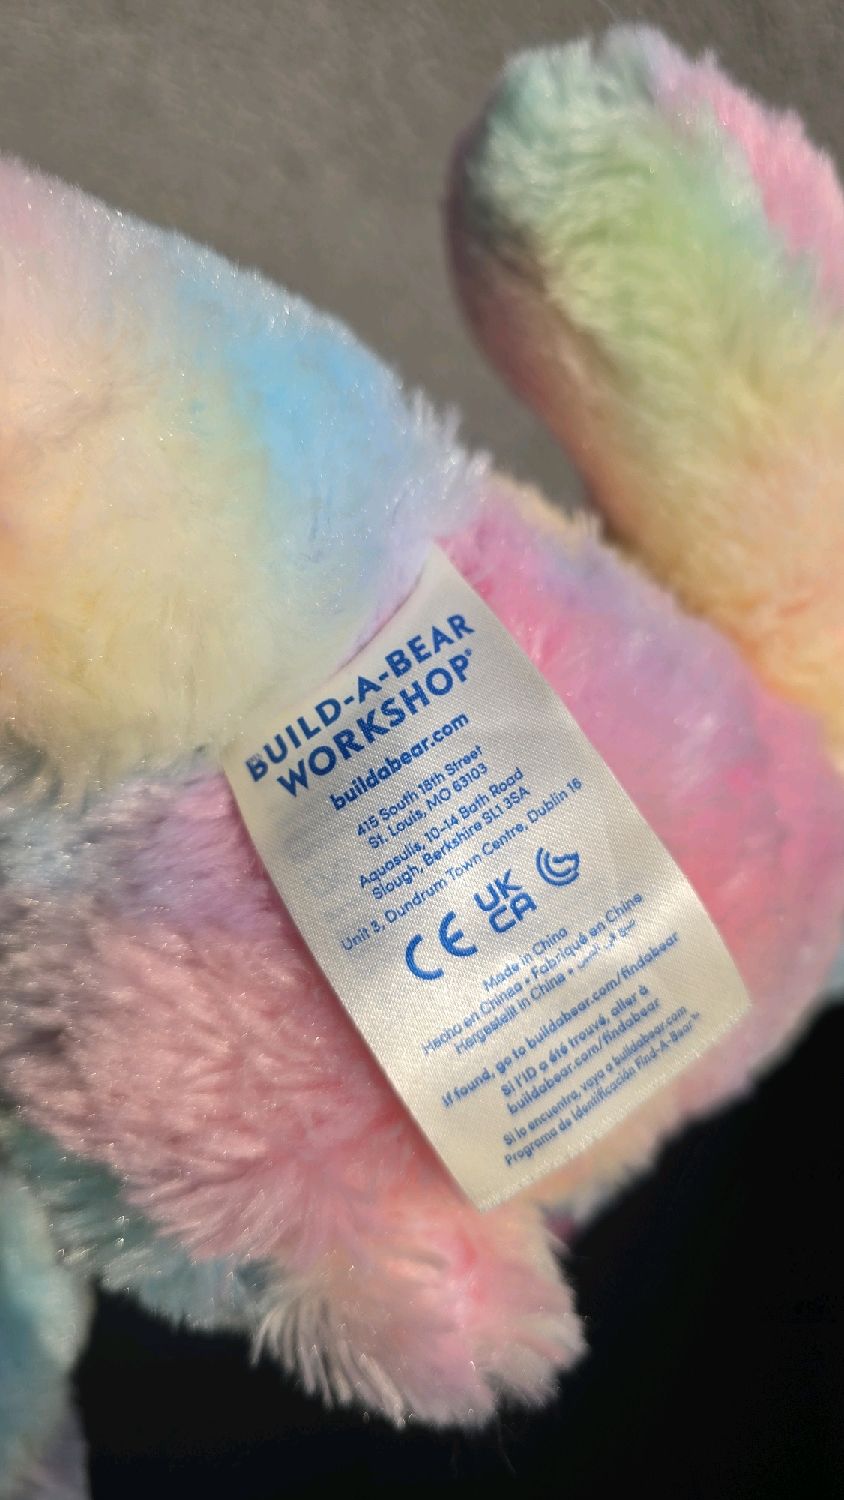 BUILD-A-BEAR
WORKSHOP®
buildabear.com
415 South 18th Street
St. Louis, MO 63103
Aquasulis, 10-14 Bath Road
Slough, Berkshire SL1 3SA
Unit 3, Dundrum Town Centre, Dublin 16
CE UK CA
Made in China
Hecho en China • Fabriqué en Chine
Hergestellt in China • صنع في الصين
If found, go to buildabear.com/findabear
Si l'ID a été trouvé, aller à
buildabear.com/findabear
Si lo encuentra, vaya a buildabear.com
Programa de Identificación Find-A-Bear™